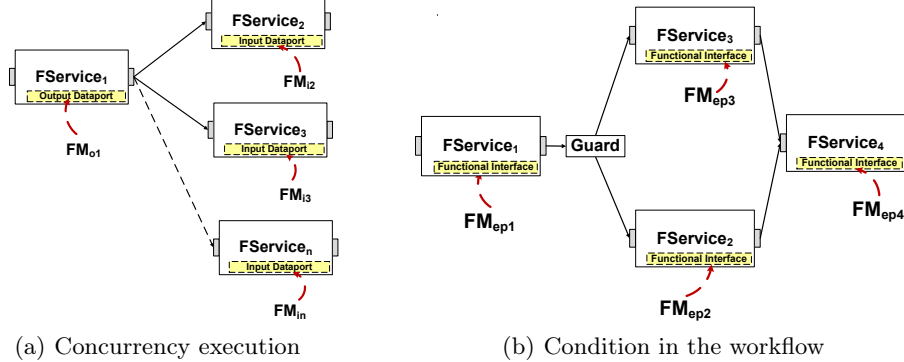 FService2
Input Dataport
FMi2
FService1
Output Dataport
FMo1
FService3
Input Dataport
FMi3
FServicen
Input Dataport
FMin
(a) Concurrency execution
FService3
Functional Interface
FMep3
FService1
Functional Interface
FMep1
Guard
FService4
Functional Interface
FMep4
FService2
Functional Interface
FMep2
(b) Condition in the workflow